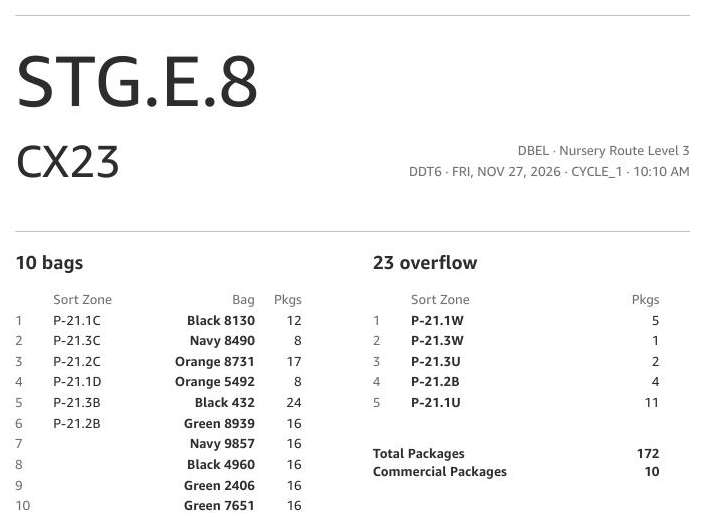 STG.E.8
CX23
DBEL · Nursery Route Level 3
DDT6 · FRI, NOV 27, 2026 · CYCLE_1 · 10:10 AM
10 bags
Sort Zone Bag Pkgs
1 P-21.1C Black 8130 12
2 P-21.3C Navy 8490 8
3 P-21.2C Orange 8731 17
4 P-21.1D Orange 5492 8
5 P-21.3B Black 432 24
6 P-21.2B Green 8939 16
7 Navy 9857 16
8 Black 4960 16
9 Green 2406 16
10 Green 7651 16
23 overflow
Sort Zone Pkgs
1 P-21.1W 5
2 P-21.3W 1
3 P-21.3U 2
4 P-21.2B 4
5 P-21.1U 11
Total Packages 172
Commercial Packages 10